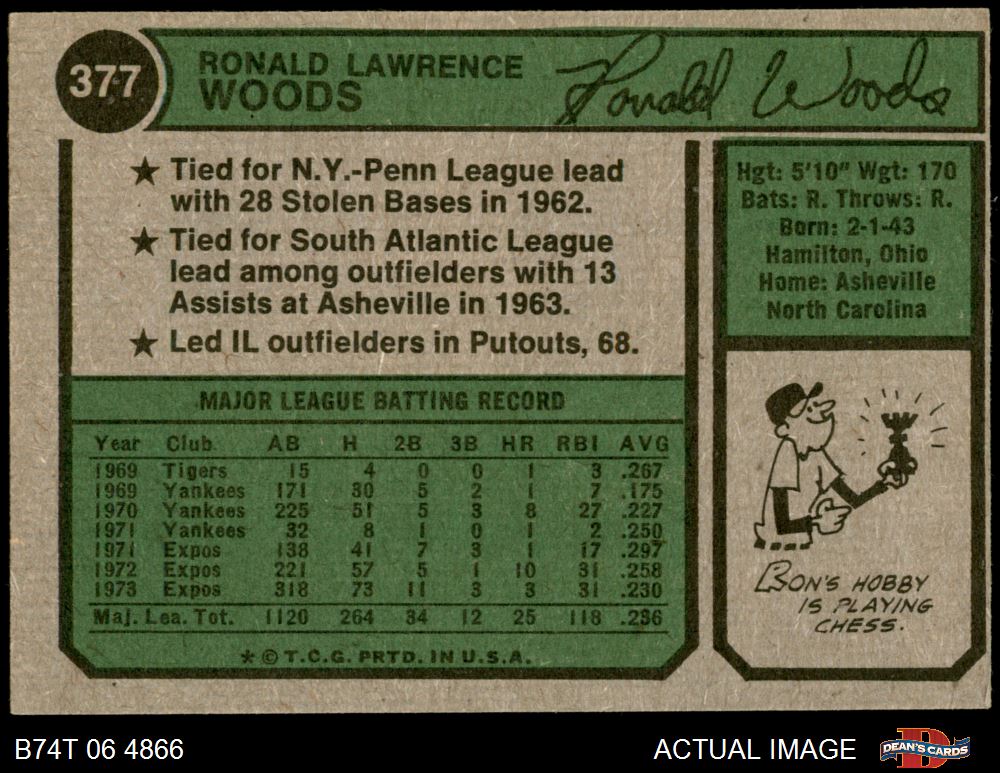 377
RONALD LAWRENCE
WOODS
Ronald Woods
★ Tied for N.Y.-Penn League lead
with 28 Stolen Bases in 1962.
★ Tied for South Atlantic League
lead among outfielders with 13
Assists at Asheville in 1963.
★ Led IL outfielders in Putouts, 68.
Hgt: 5'10" Wgt: 170
Bats: R. Throws: R.
Born: 2-1-43
Hamilton, Ohio
Home: Asheville
North Carolina
MAJOR LEAGUE BATTING RECORD
Year Club AB H 2B 3B HR RBI AVG
1969 Tigers 15 4 0 0 1 3 .267
1969 Yankees 171 30 5 2 1 7 .175
1970 Yankees 225 51 5 3 8 27 .227
1971 Yankees 32 8 1 0 1 2 .250
1971 Expos 138 41 7 3 1 17 .297
1972 Expos 221 57 5 1 10 31 .258
1973 Expos 318 73 11 3 3 31 .230
Maj. Lea. Tot. 1120 264 34 12 25 118 .236
* © T.C.G. PRTD. IN U.S.A.
RON'S HOBBY
IS PLAYING
CHESS.
B74T 06 4866
ACTUAL IMAGE
DEAN'S CARDS